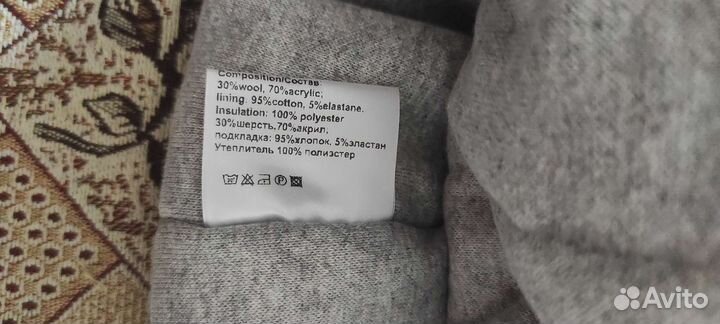 Composition/Состав:
30%wool, 70%acrylic;
lining: 95%cotton, 5%elastane.
Insulation: 100% polyester
30%шерсть,70%акрил;
подкладка: 95%хлопок, 5%эластан
Утеплитель 100% полиэстер
Avito